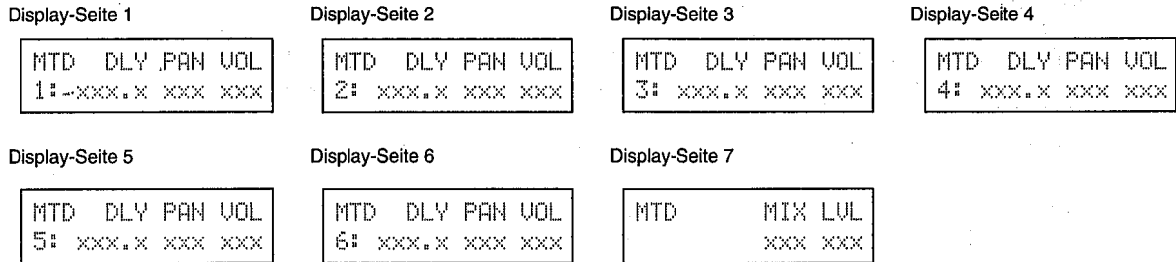 Display-Seite 1
MTD DLY PAN VOL
1: xxx.x xxx xxx
Display-Seite 2
MTD DLY PAN VOL
2: xxx.x xxx xxx
Display-Seite 3
MTD DLY PAN VOL
3: xxx.x xxx xxx
Display-Seite 4
MTD DLY PAN VOL
4: xxx.x xxx xxx
Display-Seite 5
MTD DLY PAN VOL
5: xxx.x xxx xxx
Display-Seite 6
MTD DLY PAN VOL
6: xxx.x xxx xxx
Display-Seite 7
MTD MIX LVL
xxx xxx